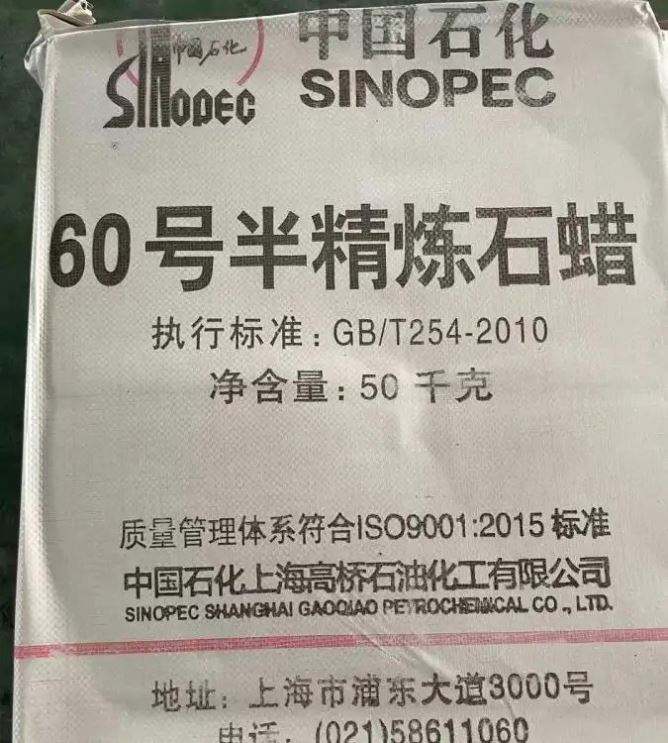 中国石化
SINOPEC
中国石化
SINOPEC
60号半精炼石蜡
执行标准：GB/T254-2010
净含量：50 千克
质量管理体系符合ISO9001:2015 标准
中国石化上海高桥石油化工有限公司
SINOPEC SHANGHAI GAOQIAO PETROCHEMICAL CO., LTD.
地址：上海市浦东大道3000号
电话：(021)58611060